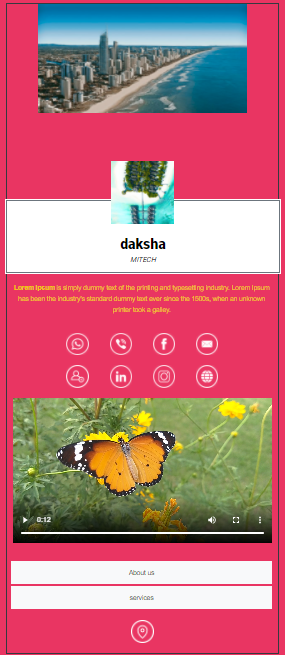 daksha
MITECH
Lorem Ipsum is simply dummy text of the printing and typesetting industry. Lorem Ipsum
has been the industry's standard dummy text ever since the 1500s, when an unknown
printer took a galley.
0:12
About us
services